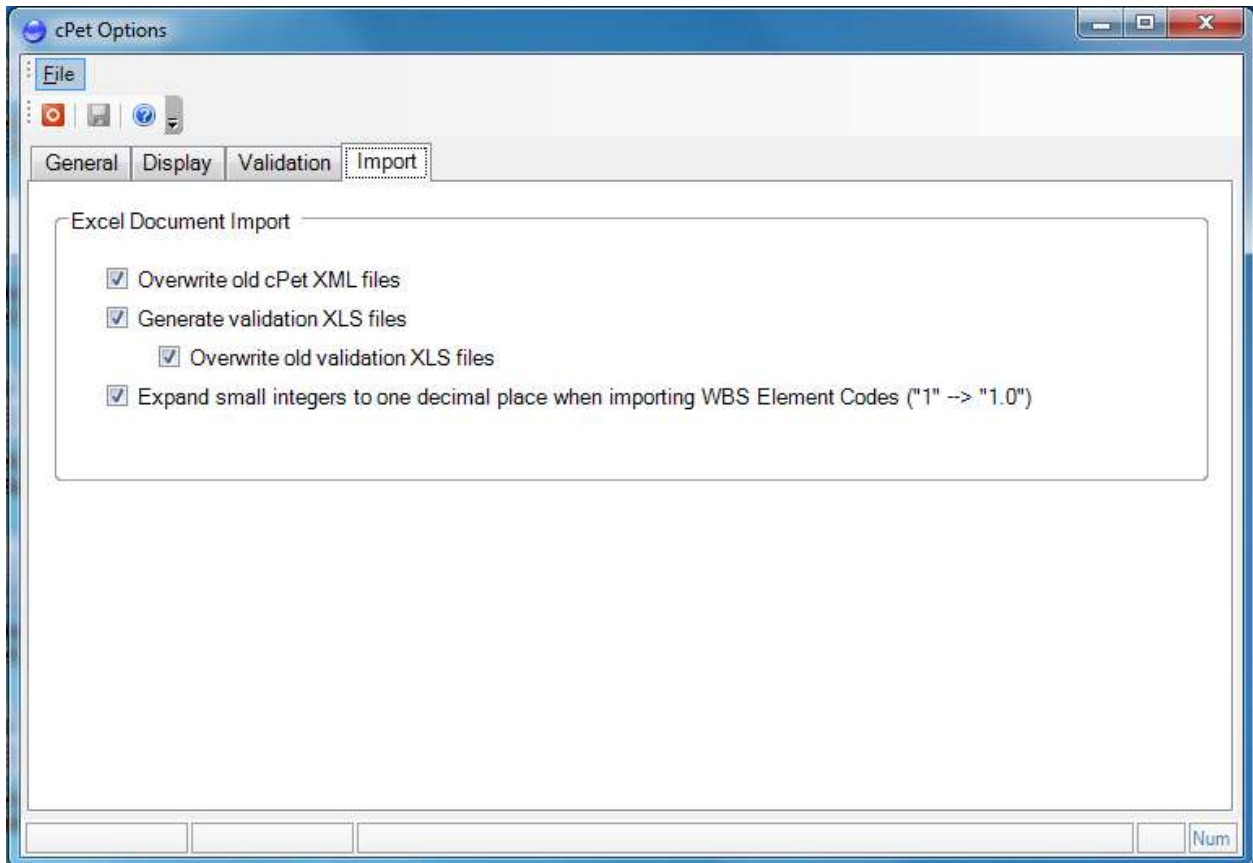 cPet Options
File
General Display Validation Import
Excel Document Import
Overwrite old cPet XML files
Generate validation XLS files
Overwrite old validation XLS files
Expand small integers to one decimal place when importing WBS Element Codes ("1" --> "1.0")
Num